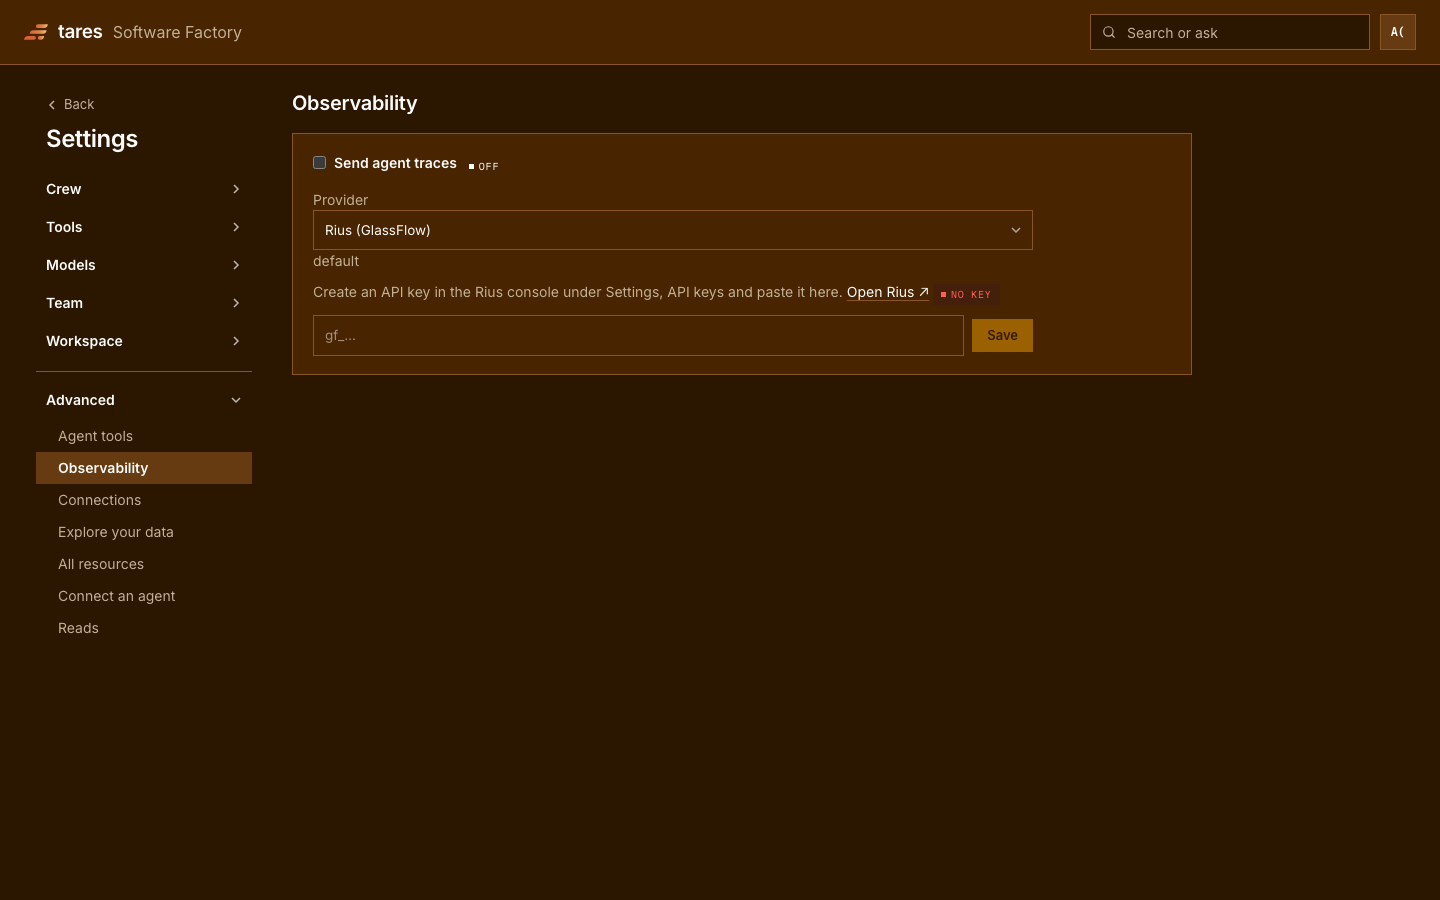 tares Software Factory
Search or ask
A(
Back
Settings
Crew
Tools
Models
Team
Workspace
Advanced
Agent tools
Observability
Connections
Explore your data
All resources
Connect an agent
Reads
Observability
Send agent traces OFF
Provider
Rius (GlassFlow)
default
Create an API key in the Rius console under Settings, API keys and paste it here. Open Rius ↗ NO KEY
gf_...
Save